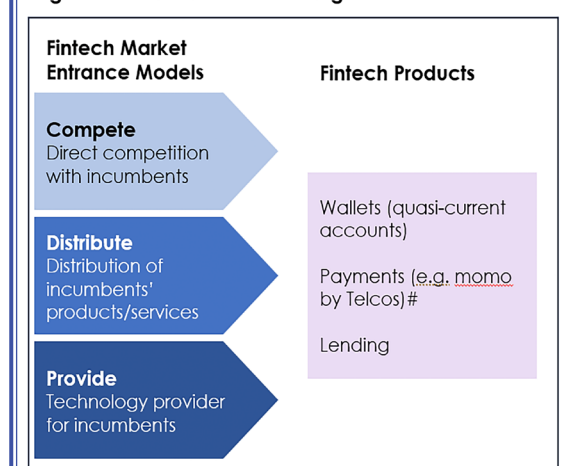 Fintech Market
Entrance Models
Fintech Products
Compete
Direct competition
with incumbents
Distribute
Distribution of
incumbents'
products/services
Provide
Technology provider
for incumbents
Wallets (quasi-current
accounts)
Payments (e.g. momo
by Telcos)#
Lending